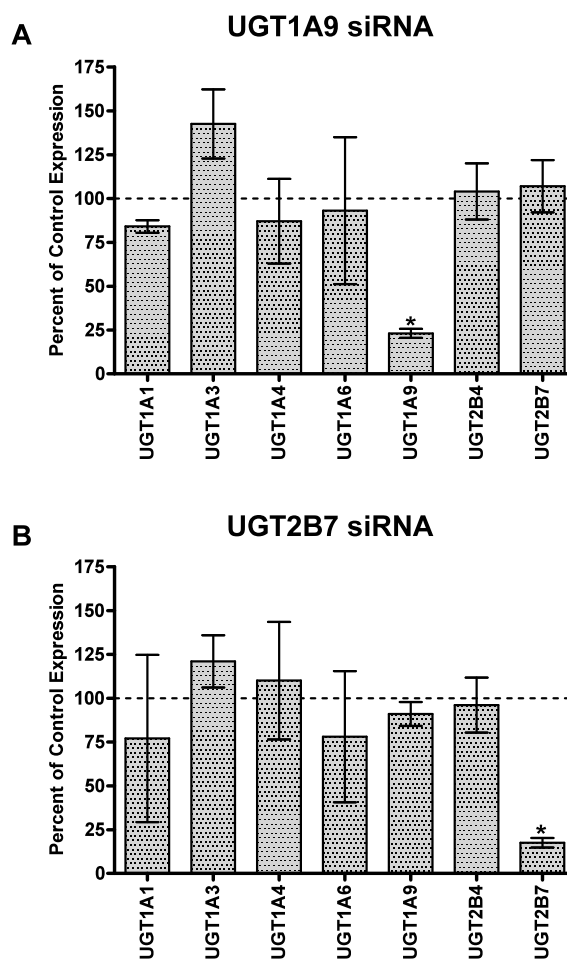 A
UGT1A9 siRNA
Percent of Control Expression
175
150
125
100
75
50
25
0
*
UGT1A1
UGT1A3
UGT1A4
UGT1A6
UGT1A9
UGT2B4
UGT2B7
B
UGT2B7 siRNA
Percent of Control Expression
175
150
125
100
75
50
25
0
*
UGT1A1
UGT1A3
UGT1A4
UGT1A6
UGT1A9
UGT2B4
UGT2B7